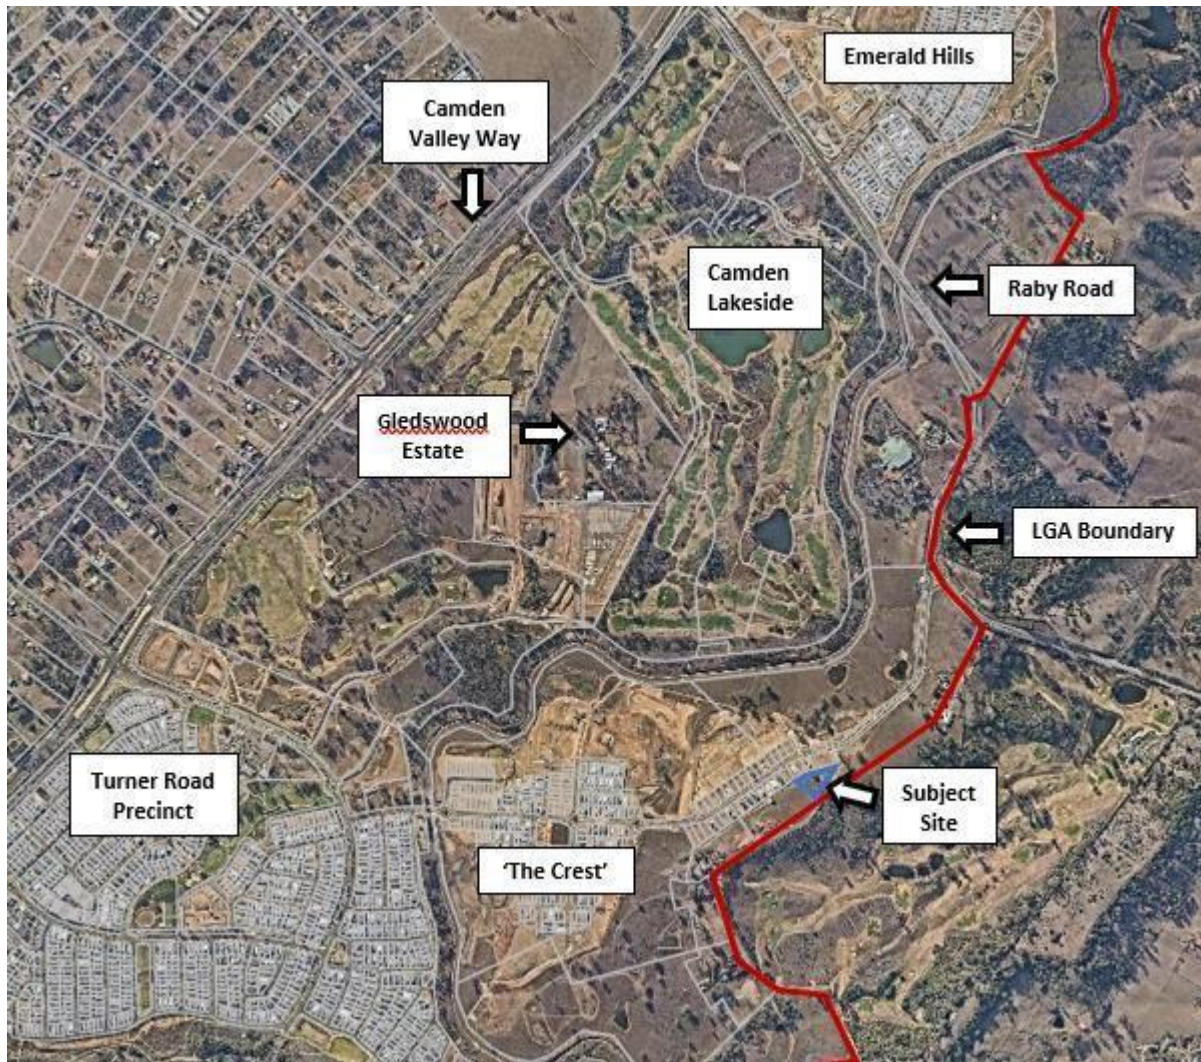 Emerald Hills
Camden
Valley Way
Camden
Lakeside
Raby Road
Gledswood
Estate
LGA Boundary
Turner Road
Precinct
Subject
Site
'The Crest'